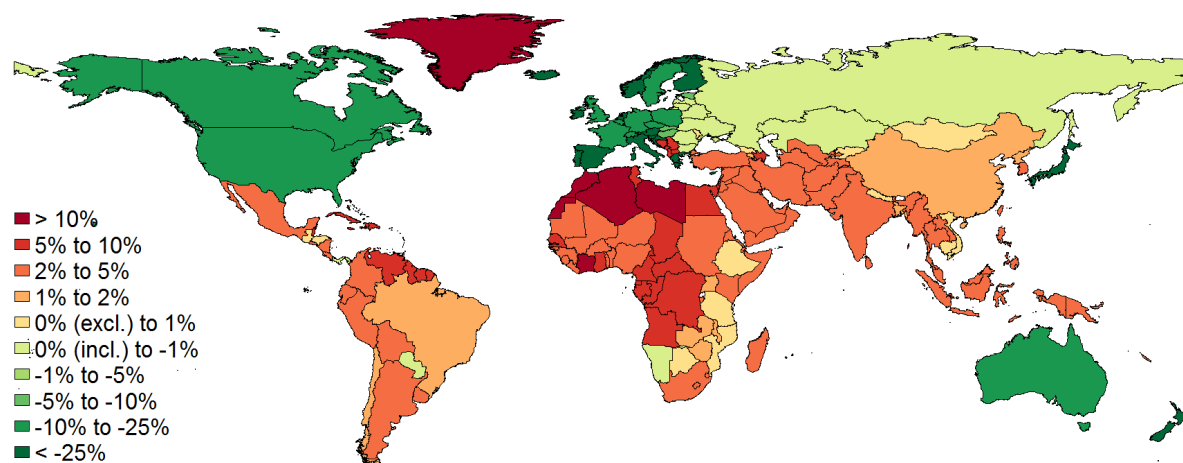 > 10%
5% to 10%
2% to 5%
1% to 2%
0% (excl.) to 1%
0% (incl.) to -1%
-1% to -5%
-5% to -10%
-10% to -25%
< -25%